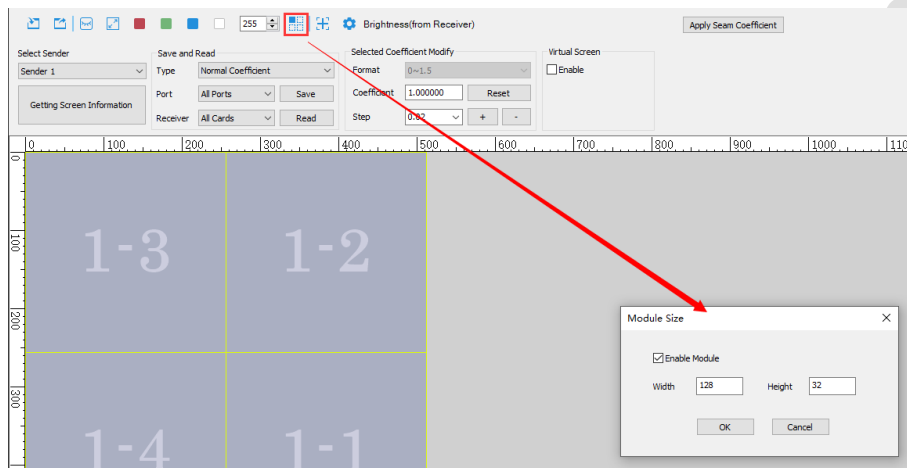 255
Brightness(from Receiver)
Apply Seam Coefficient
Select Sender
Save and Read
Selected Coefficient Modify
Virtual Screen
Sender 1
Type Normal Coefficient
Format 0~1.5
Enable
Getting Screen Information
Port All Ports Save
Coefficient 1.000000 Reset
Receiver All Cards Read
Step 0.02 + -
0 100 200 300 400 500 600 700 800 900 1000 110
0
100
200
300
1-3 1-2
1-4 1-1
Module Size
Enable Module
Width 128 Height 32
OK Cancel